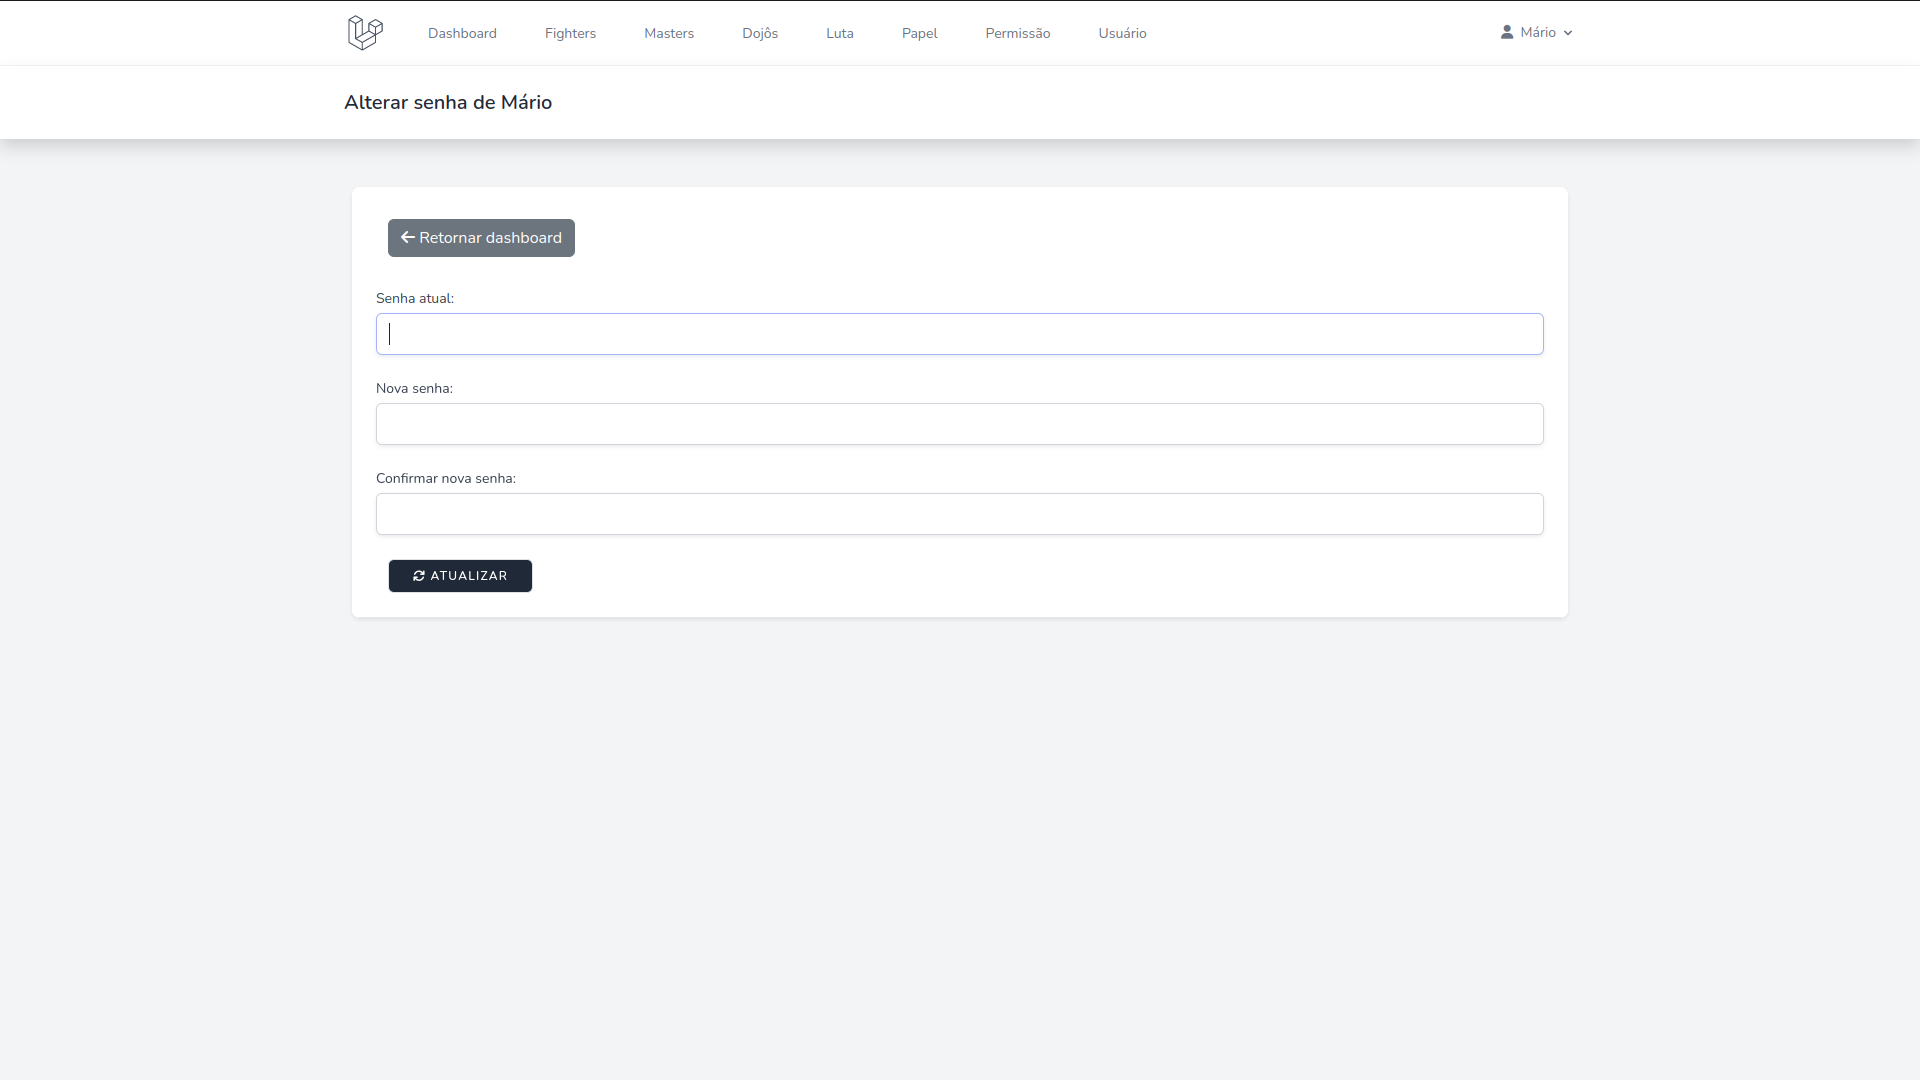 Dashboard Fighters Masters Dojôs Luta Papel Permissão Usuário Mário
Alterar senha de Mário
Retornar dashboard
Senha atual:
Nova senha:
Confirmar nova senha:
ATUALIZAR